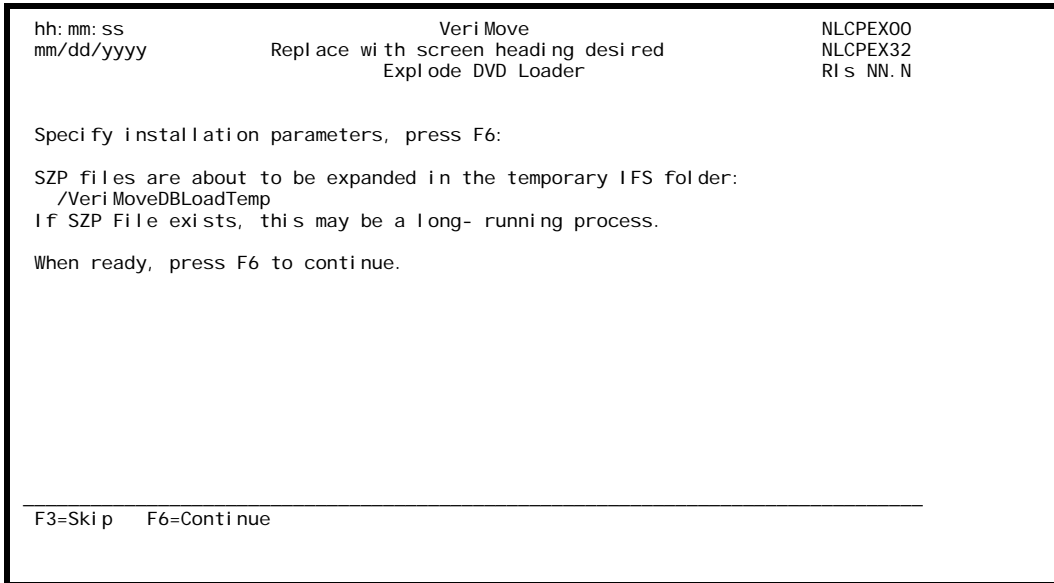 hh:mm:ss VeriMove NLCPEX00
mm/dd/yyyy Replace with screen heading desired NLCPEX32
Explode DVD Loader Rls NN.N
Specify installation parameters, press F6:
SZP files are about to be expanded in the temporary IFS folder:
/VeriMoveDBLoadTemp
If SZP File exists, this may be a long- running process.
When ready, press F6 to continue.
F3=Skip F6=Continue